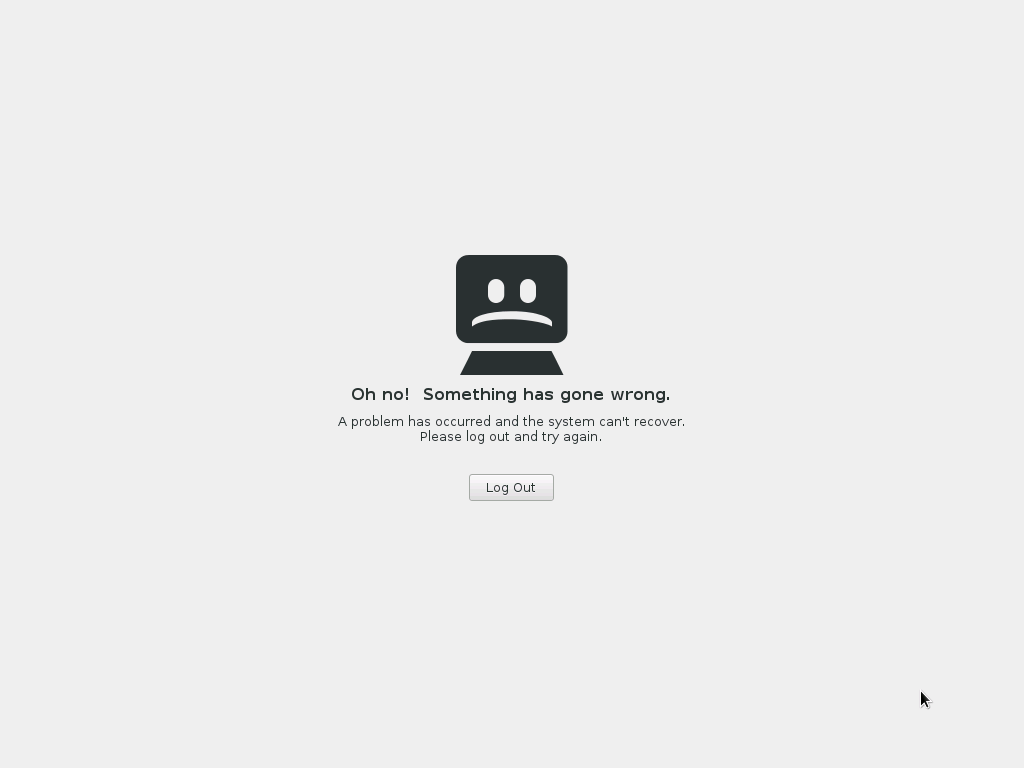 Oh no!  Something has gone wrong.
A problem has occurred and the system can't recover.
Please log out and try again.
Log Out